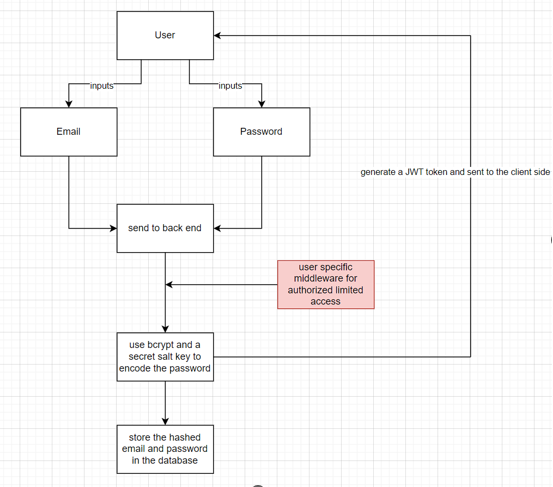 User
inputs
inputs
Email
Password
generate a JWT token and sent to the client side
send to back end
user specific
middleware for
authorized limited
access
use bcrypt and a
secret salt key to
encode the password
store the hashed
email and password
in the database